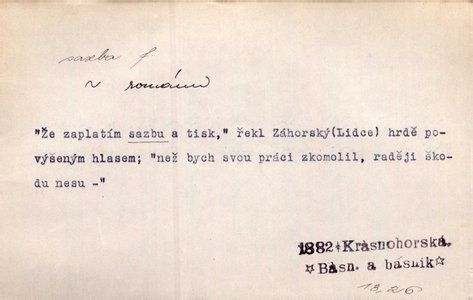 sazba f
v románu
"Že zaplatím sazbu a tisk," řekl Záhorský(Lidce) hrdě po-
výšeným hlasem; "než bych svou práci zkomolil, raději ško-
du nesu -"
1882 Krásnohorská,
☆Básn. a básník☆